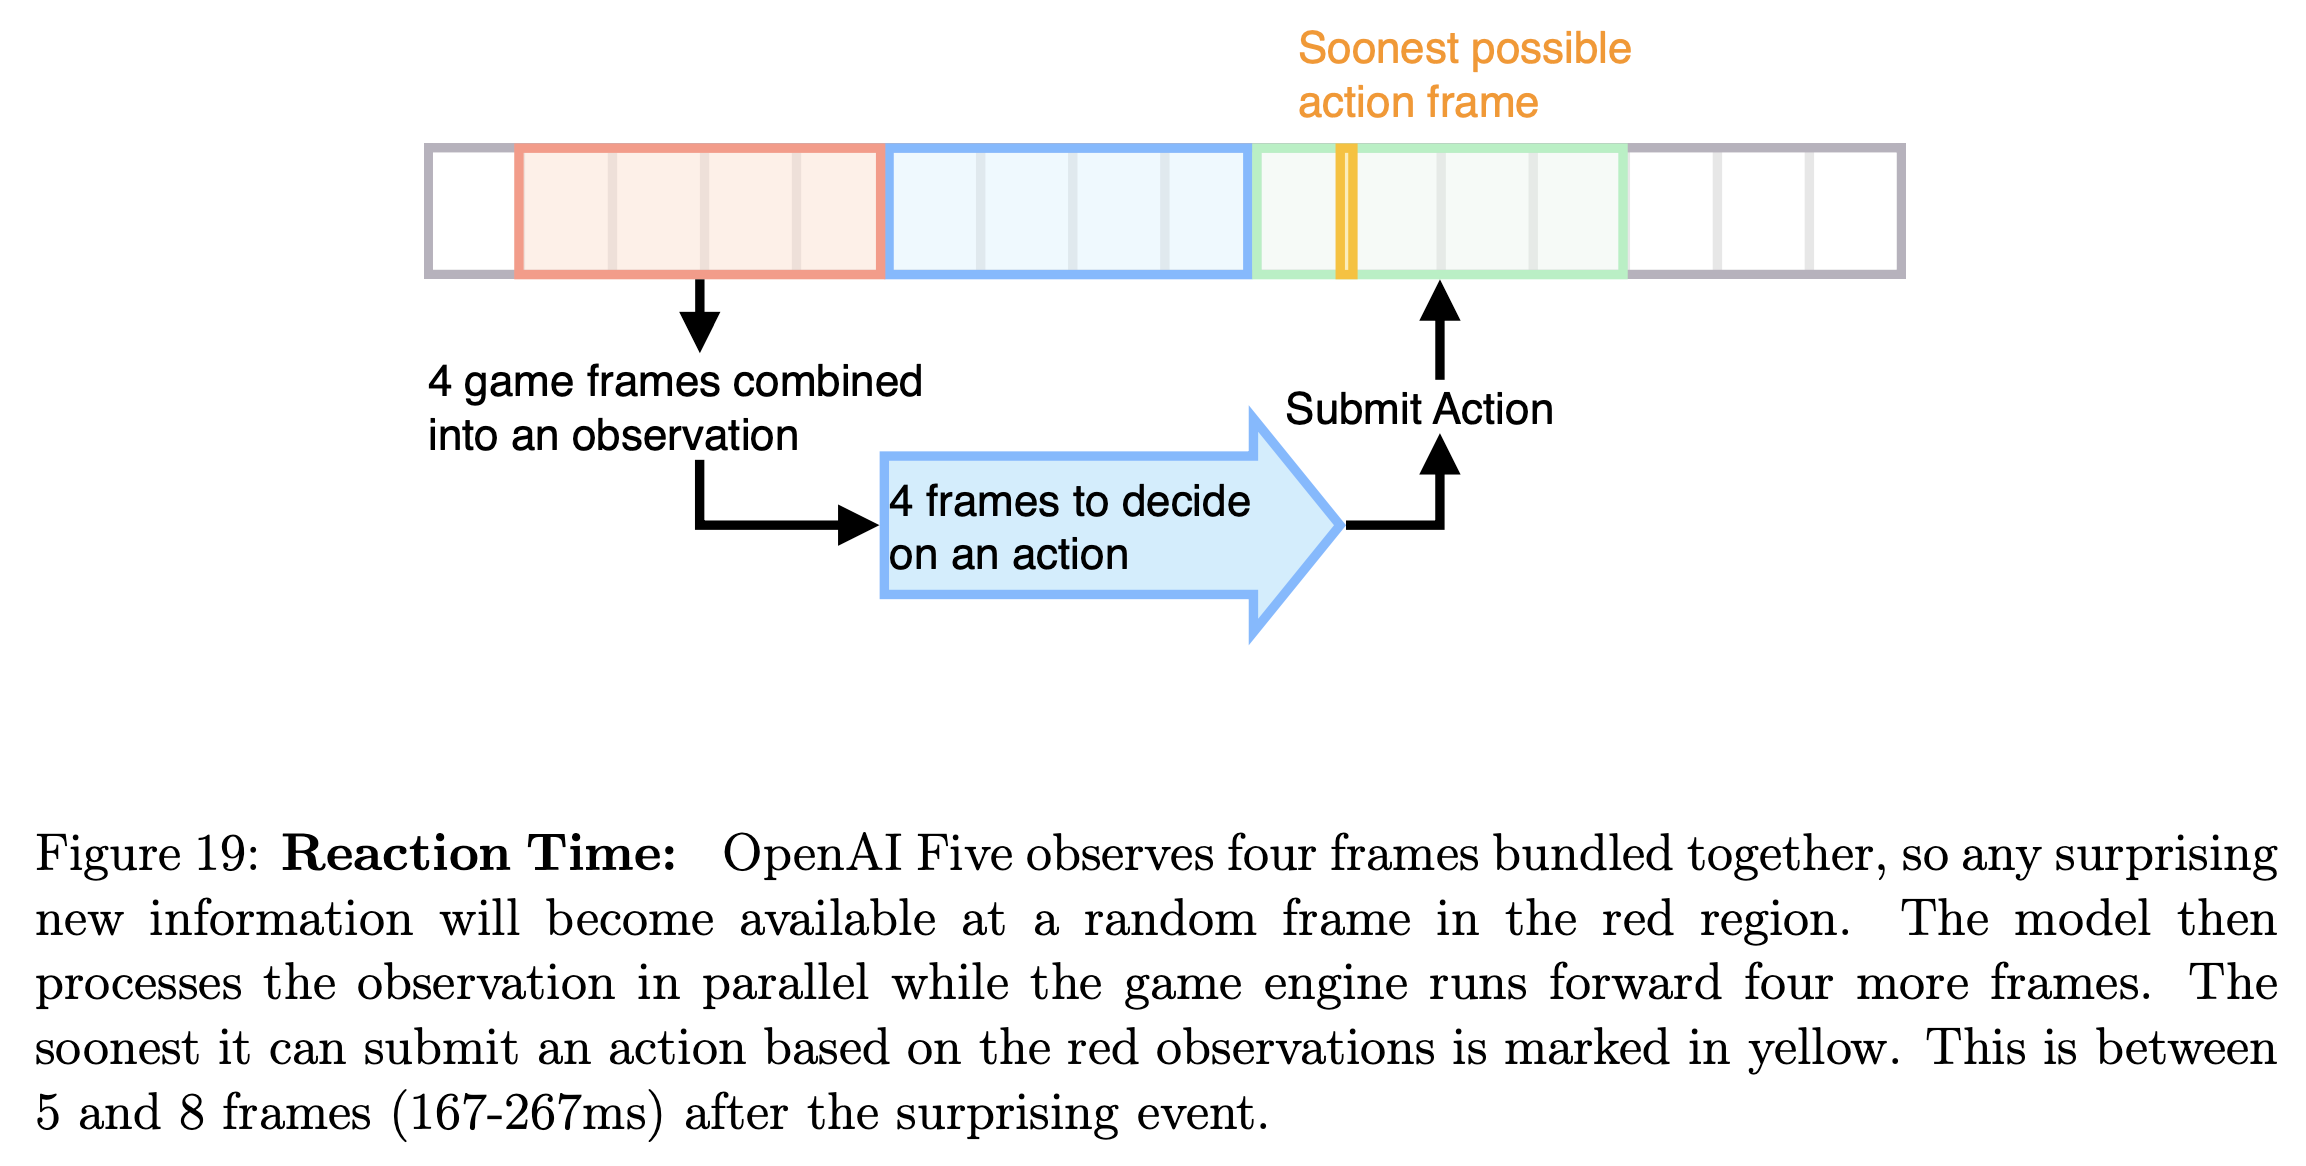 Soonest possible
action frame
4 game frames combined
into an observation
Submit Action
4 frames to decide
on an action
Figure 19: Reaction Time: OpenAI Five observes four frames bundled together, so any surprising
new information will become available at a random frame in the red region. The model then
processes the observation in parallel while the game engine runs forward four more frames. The
soonest it can submit an action based on the red observations is marked in yellow. This is between
5 and 8 frames (167-267ms) after the surprising event.